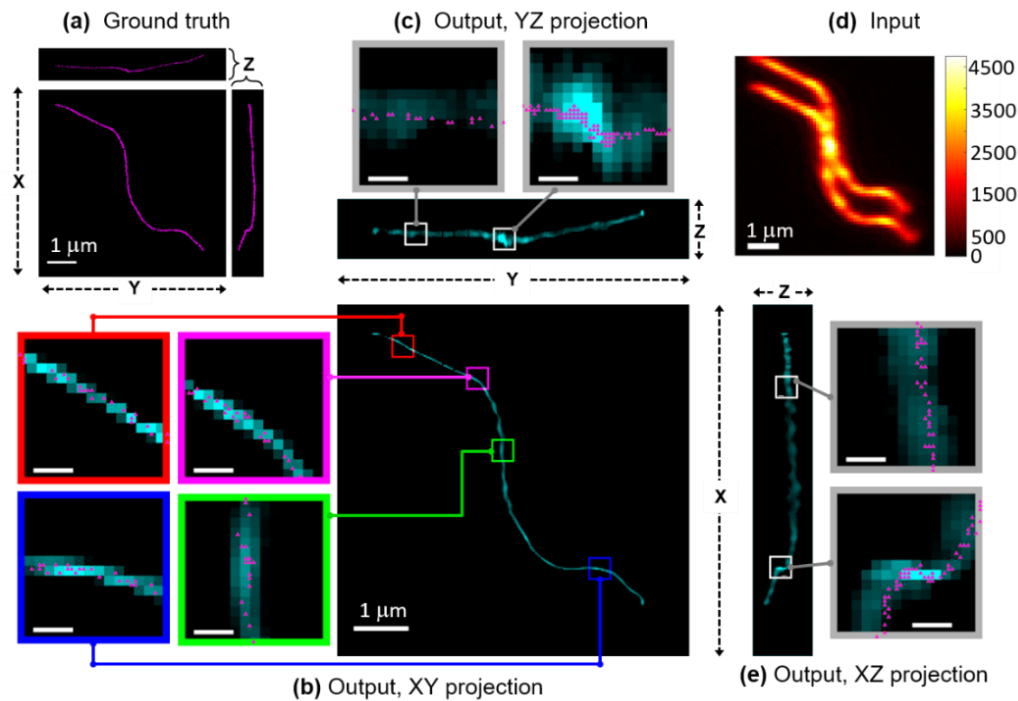 (a) Ground truth
Z
X
1 μm
Y
(c) Output, YZ projection
Z
Y
(d) Input
4500
3500
2500
1500
500
0
1 μm
Z
X
1 μm
(b) Output, XY projection
(e) Output, XZ projection